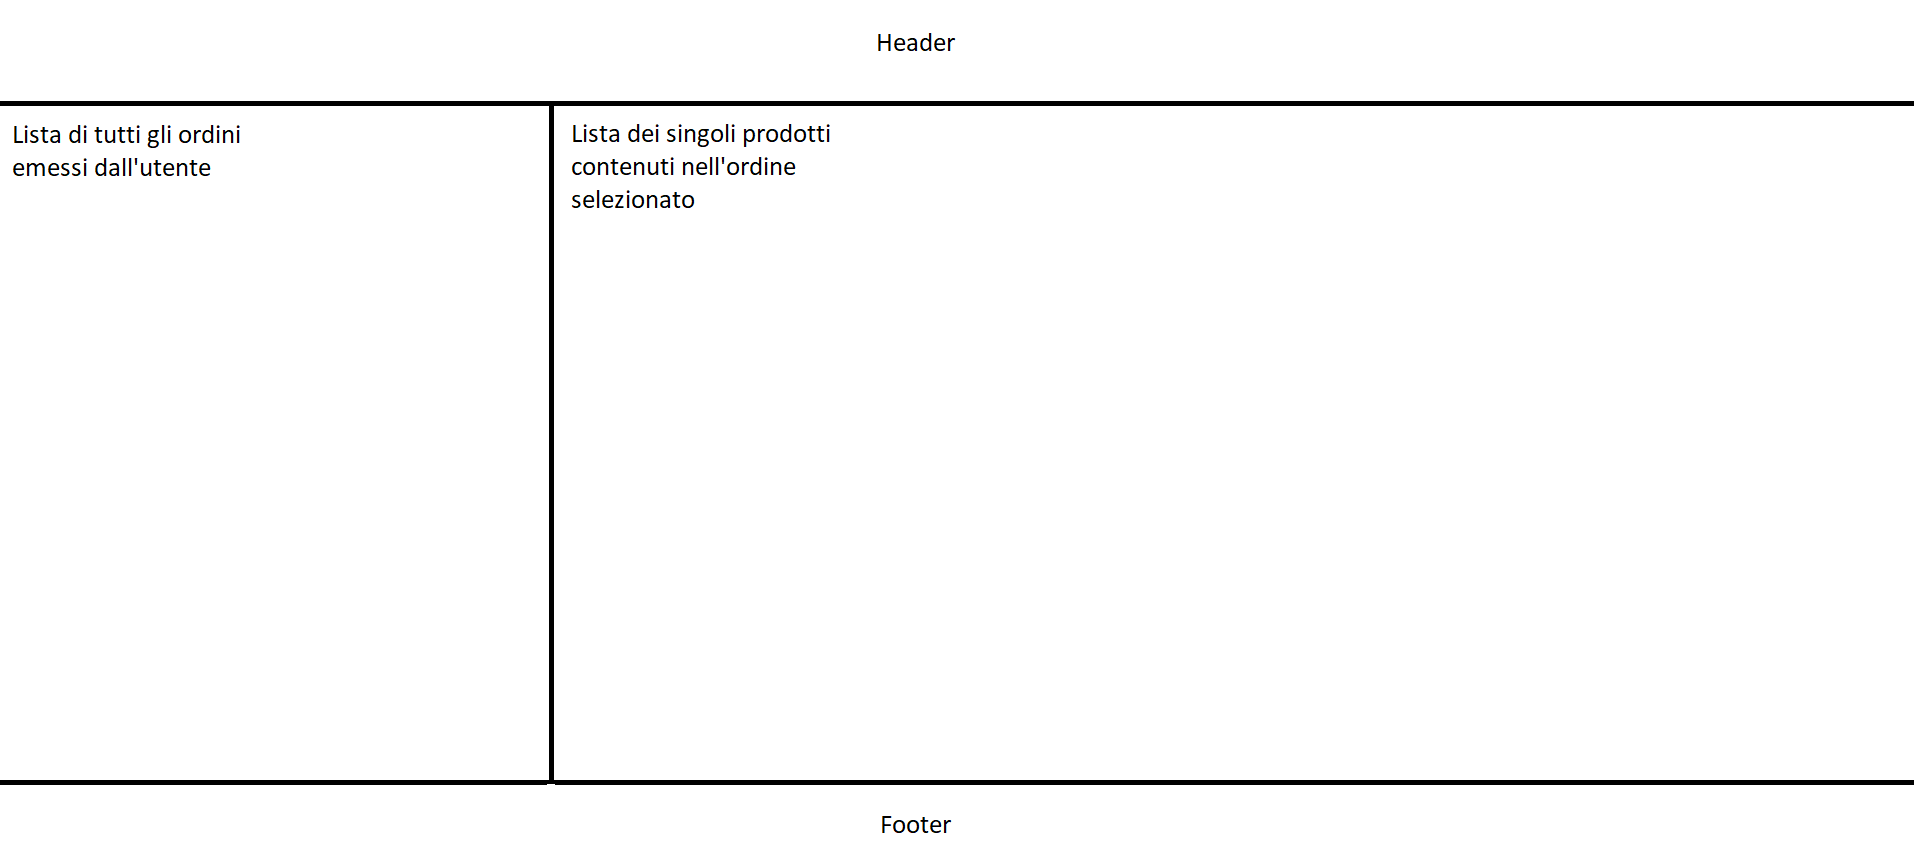 Header
Lista di tutti gli ordini
emessi dall'utente
Lista dei singoli prodotti
contenuti nell'ordine
selezionato
Footer